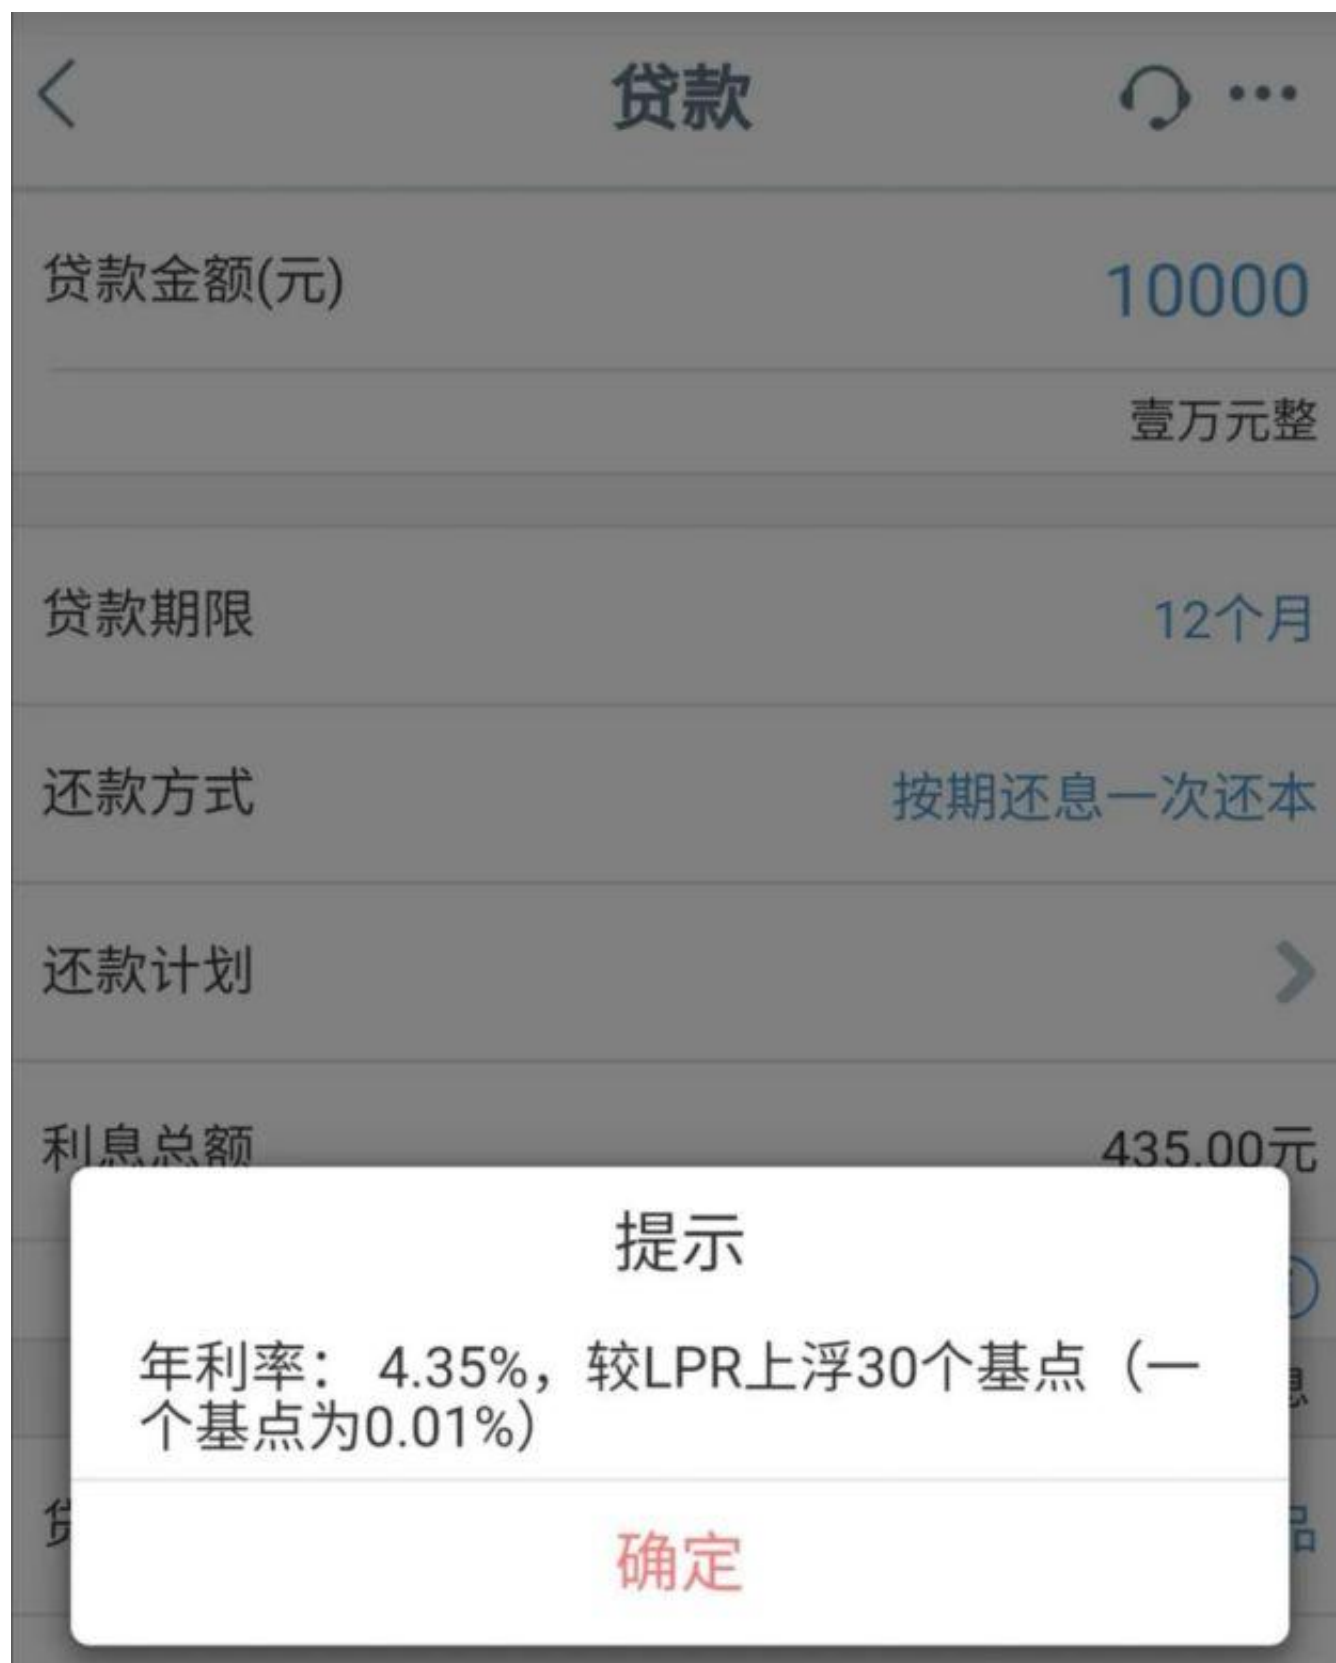 贷款
贷款金额(元)
10000
壹万元整
贷款期限
12个月
还款方式
按期还息一次还本
还款计划
利息总额
435.00元
提示
年利率： 4.35%，较LPR上浮30个基点（一
个基点为0.01%）
息
贷
品
确定